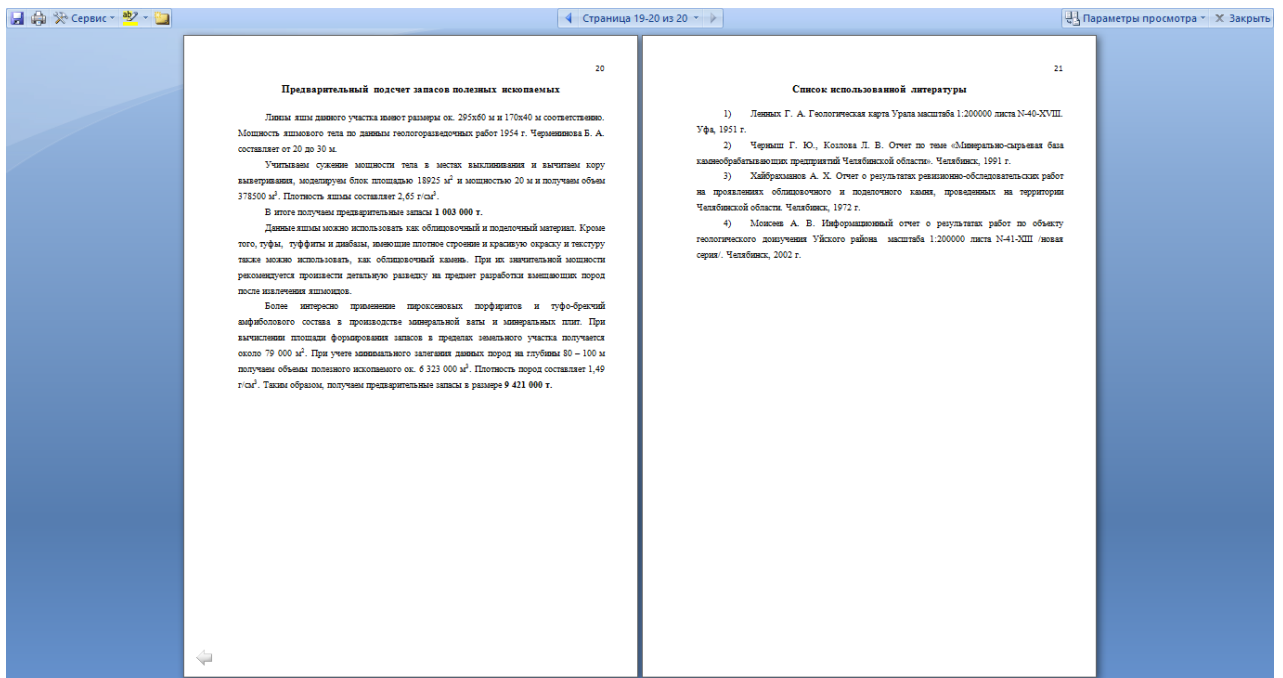 Сервис
Страница 19-20 из 20
Параметры просмотра
Закрыть
20
Предварительный подсчет запасов полезных ископаемых
Линзы яшм данного участка имеют размеры ок. 295x60 м и 170x40 м соответственно.
Мощность яшмового тела по данным геологоразведочных работ 1954 г. Черменинова Б. А.
составляет от 20 до 30 м.
Учитываем сужение мощности тела в местах выклинивания и вычитаем кору
выветривания, моделируем блок площадью 18925 м² и мощностью 20 м и получаем объем
378500 м³. Плотность яшмы составляет 2,65 г/см³.
В итоге получаем предварительные запасы 1 003 000 т.
Данные яшмы можно использовать как облицовочный и поделочный материал. Кроме
того, туфы, туффиты и диабазы, имеющие плотное строение и красивую окраску и текстуру
также можно использовать, как облицовочный камень. При их значительной мощности
рекомендуется произвести детальную разведку на предмет разработки вмещающих пород
после извлечения яшмоидов.
Более интересно применение пироксеновых порфиритов и туфо-брекчий
амфиболового состава в производстве минеральной ваты и минеральных плит. При
вычислении площади формирования запасов в пределах земельного участка получается
около 79 000 м². При учете минимального залегания данных пород на глубины 80 – 100 м
получаем объемы полезного ископаемого ок. 6 323 000 м³. Плотность пород составляет 1,49
г/см³. Таким образом, получаем предварительные запасы в размере 9 421 000 т.
21
Список использованной литературы
1) Ленных Г. А. Геологическая карта Урала масштаба 1:200000 листа N-40-XVIII.
Уфа, 1951 г.
2) Черныш Г. Ю., Козлова Л. В. Отчет по теме «Минерально-сырьевая база
камнеобрабатывающих предприятий Челябинской области». Челябинск, 1991 г.
3) Хайбрахманов А. Х. Отчет о результатах ревизионно-обследовательских работ
на проявлениях облицовочного и поделочного камня, проведенных на территории
Челябинской области. Челябинск, 1972 г.
4) Моисеев А. В. Информационный отчет о результатах работ по объекту
геологического доизучения Уйского района масштаба 1:200000 листа N-41-XIII /новая
серия/. Челябинск, 2002 г.